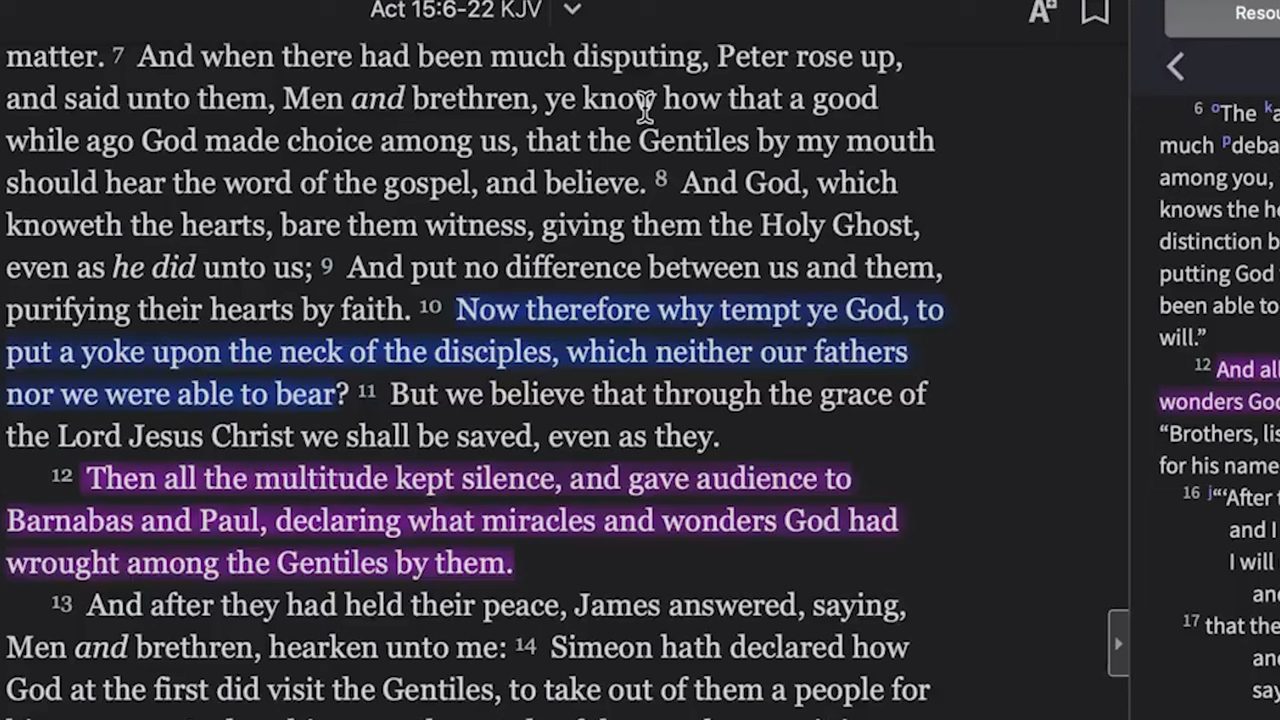 Act 15:6-22 KJV
matter. 7 And when there had been much disputing, Peter rose up,
and said unto them, Men and brethren, ye know how that a good
while ago God made choice among us, that the Gentiles by my mouth
should hear the word of the gospel, and believe. 8 And God, which
knoweth the hearts, bare them witness, giving them the Holy Ghost,
even as he did unto us; 9 And put no difference between us and them,
purifying their hearts by faith. 10 Now therefore why tempt ye God, to
put a yoke upon the neck of the disciples, which neither our fathers
nor we were able to bear? 11 But we believe that through the grace of
the Lord Jesus Christ we shall be saved, even as they.
12 Then all the multitude kept silence, and gave audience to
Barnabas and Paul, declaring what miracles and wonders God had
wrought among the Gentiles by them.
13 And after they had held their peace, James answered, saying,
Men and brethren, hearken unto me: 14 Simeon hath declared how
God at the first did visit the Gentiles, to take out of them a people for
Resou
6 oThe ka
much pdeba
among you,
knows the he
distinction b
putting God
been able to
will.”
12 And all
wonders God
“Brothers, lis
for his name
16 j“‘After
and I
I will
and
17 that the
and
say